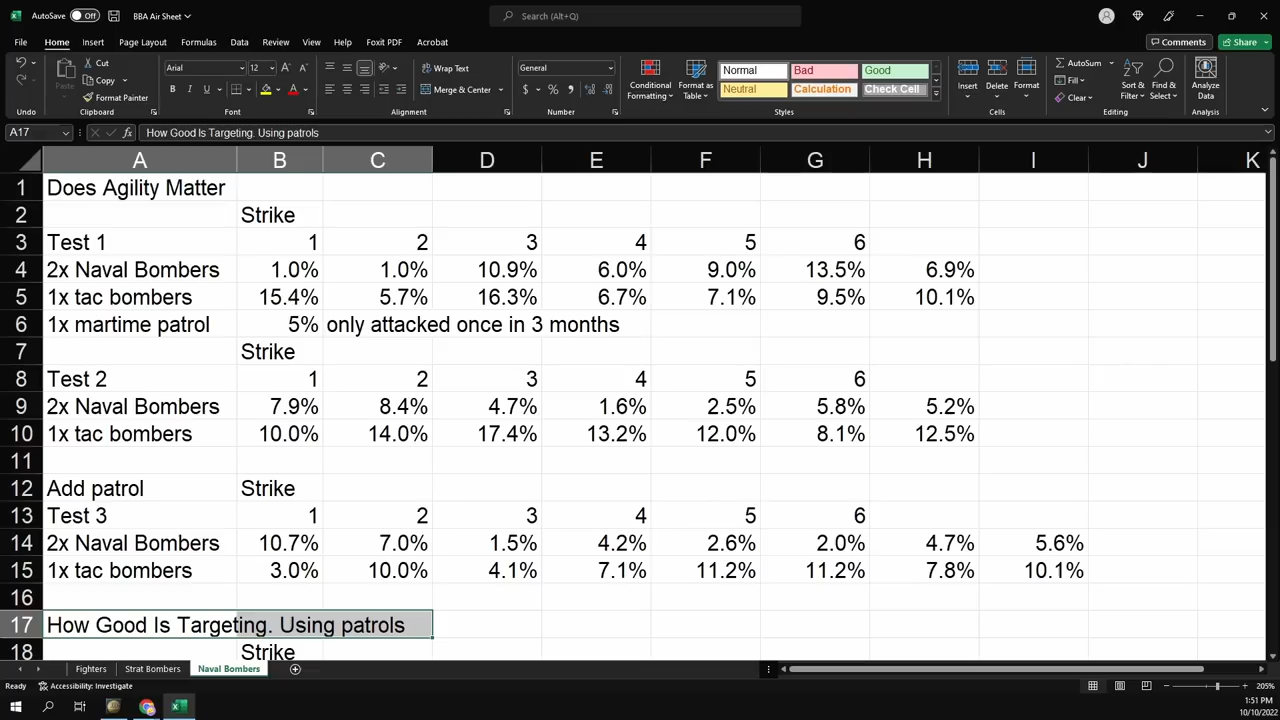 AutoSave Off BBA Air Sheet Search (Alt+Q)
File Home Insert Page Layout Formulas Data Review View Help Foxit PDF Acrobat Comments Share
Cut Arial 12 Wrap Text General Normal Bad Good AutoSum
Paste Copy Conditional Formatting Format as Table Insert Delete Format Fill Sort & Filter Find & Select Analyze Data
Format Painter B I U Merge & Center $ % Neutral Calculation Check Cell Clear
Undo Clipboard Font Alignment Number Styles Cells Editing Analysis
A17 fx How Good Is Targeting. Using patrols
A B C D E F G H I J K
1 Does Agility Matter
2 Strike
3 Test 1 1 2 3 4 5 6
4 2x Naval Bombers 1.0% 1.0% 10.9% 6.0% 9.0% 13.5% 6.9%
5 1x tac bombers 15.4% 5.7% 16.3% 6.7% 7.1% 9.5% 10.1%
6 1x martime patrol 5% only attacked once in 3 months
7 Strike
8 Test 2 1 2 3 4 5 6
9 2x Naval Bombers 7.9% 8.4% 4.7% 1.6% 2.5% 5.8% 5.2%
10 1x tac bombers 10.0% 14.0% 17.4% 13.2% 12.0% 8.1% 12.5%
11
12 Add patrol Strike
13 Test 3 1 2 3 4 5 6
14 2x Naval Bombers 10.7% 7.0% 1.5% 4.2% 2.6% 2.0% 4.7% 5.6%
15 1x tac bombers 3.0% 10.0% 4.1% 7.1% 11.2% 11.2% 7.8% 10.1%
16
17 How Good Is Targeting. Using patrols
18 Strike
Fighters Strat Bombers Naval Bombers
Ready Accessibility: Investigate 205%
1:51 PM
10/10/2022